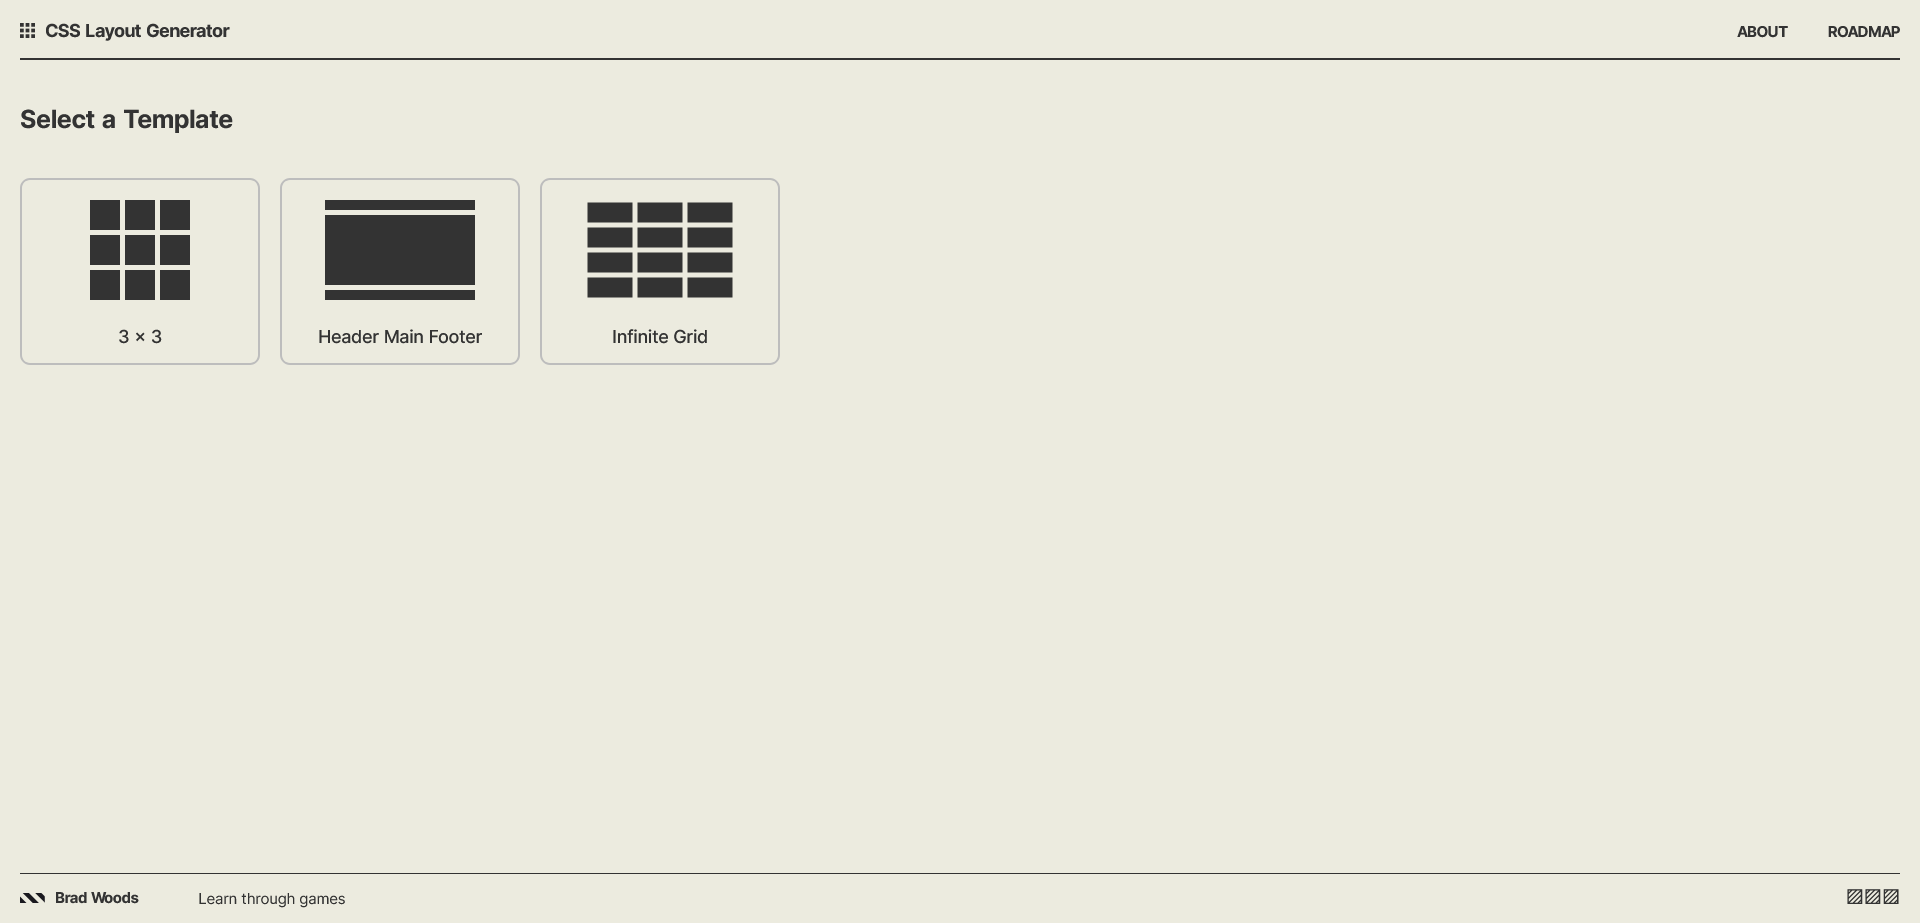 CSS Layout Generator
ABOUT
ROADMAP
Select a Template
3 × 3
Header Main Footer
Infinite Grid
Brad Woods
Learn through games